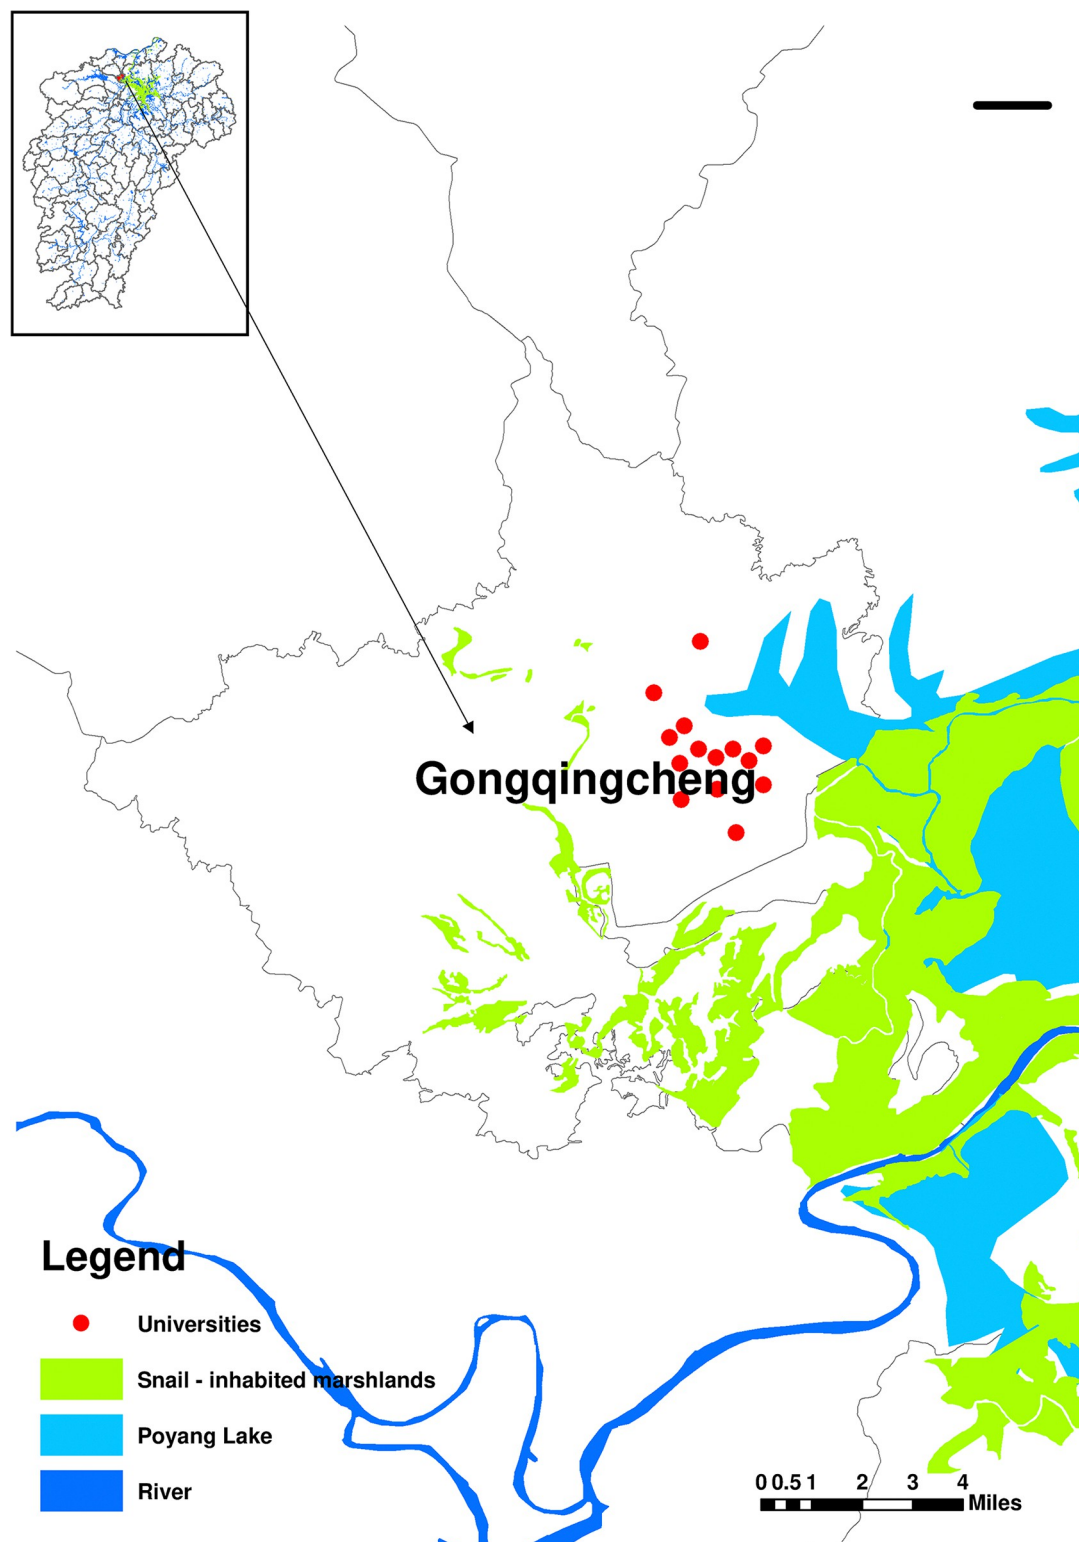 Gongqingcheng
Legend
Universities
Snail - inhabited marshlands
Poyang Lake
River
0 0.5 1 2 3 4
Miles